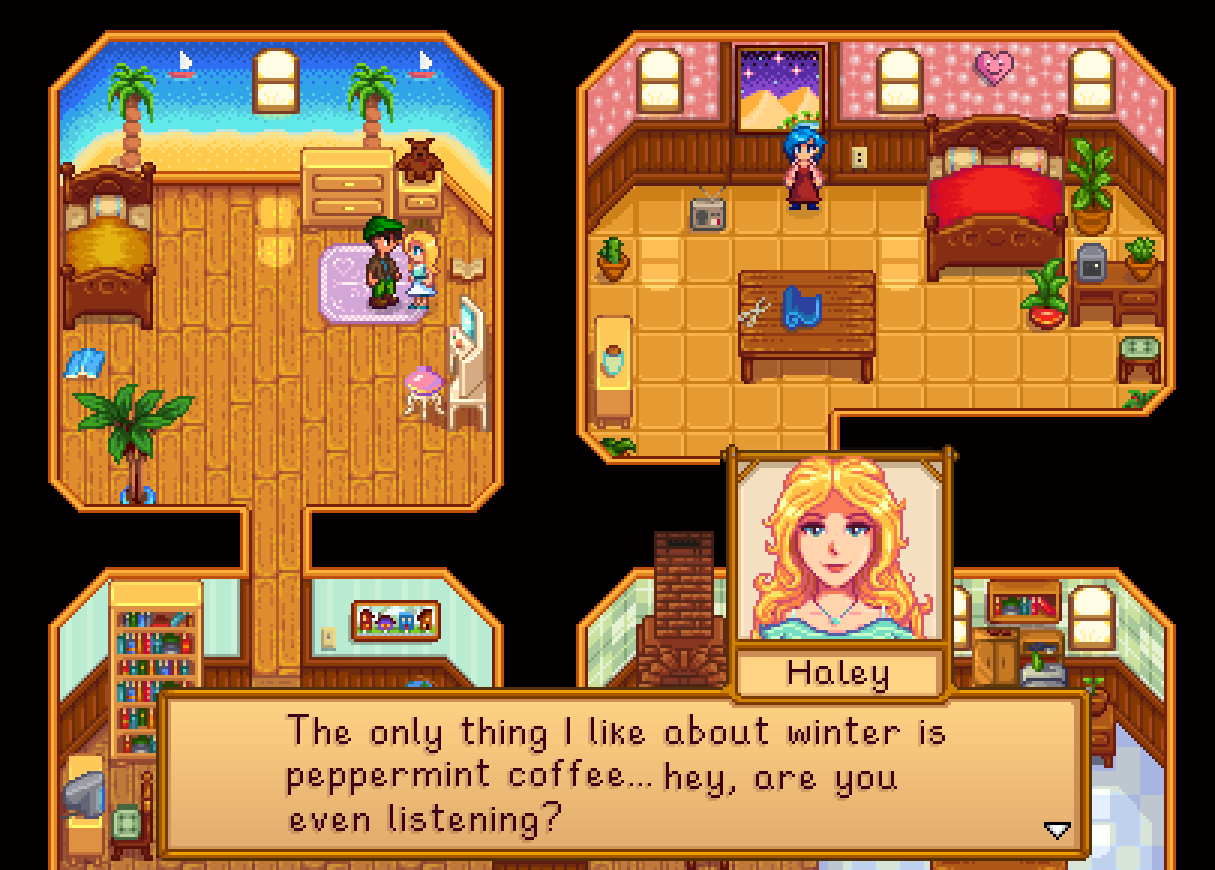 Haley
The only thing I like about winter is
peppermint coffee... hey, are you
even listening?